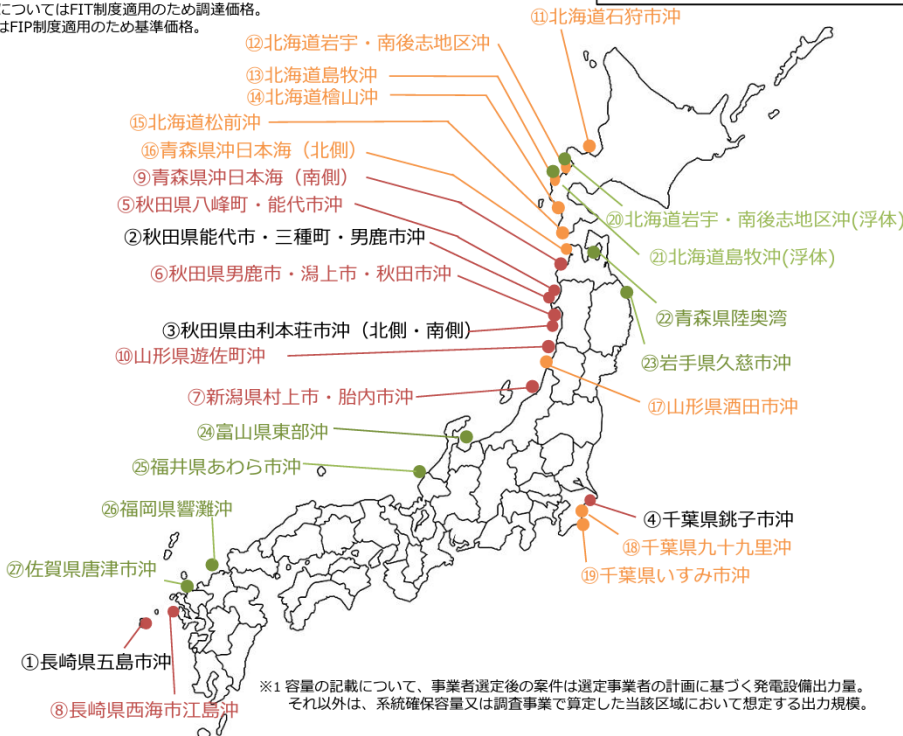 についてはFIT制度適用のため調達価格。
はFIP制度適用のため基準価格。
⑪北海道石狩市沖
⑫北海道岩宇・南後志地区沖
⑬北海道島牧沖
⑭北海道檜山沖
⑮北海道松前沖
⑯青森県沖日本海（北側）
⑨青森県沖日本海（南側）
⑤秋田県八峰町・能代市沖
②秋田県能代市・三種町・男鹿市沖
⑥秋田県男鹿市・潟上市・秋田市沖
③秋田県由利本荘市沖（北側・南側）
⑩山形県遊佐町沖
⑦新潟県村上市・胎内市沖
㉔富山県東部沖
㉕福井県あわら市沖
㉖福岡県響灘沖
㉗佐賀県唐津市沖
①長崎県五島市沖
⑧長崎県西海市江島沖
⑳北海道岩宇・南後志地区沖(浮体)
㉑北海道島牧沖(浮体)
㉒青森県陸奥湾
㉓岩手県久慈市沖
⑰山形県酒田市沖
④千葉県銚子市沖
⑱千葉県九十九里沖
⑲千葉県いすみ市沖
※1 容量の記載について、事業者選定後の案件は選定事業者の計画に基づく発電設備出力量。
それ以外は、系統確保容量又は調査事業で算定した当該区域において想定する出力規模。